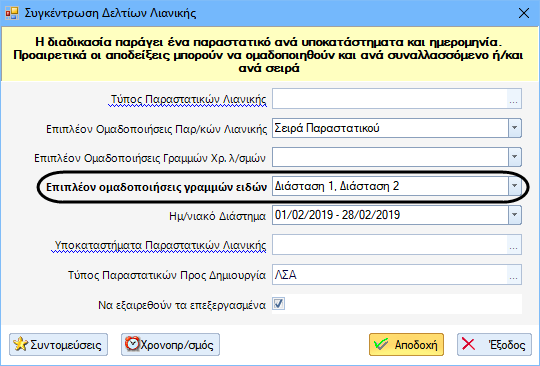 Συγκέντρωση Δελτίων Λιανικής
Η διαδικασία παράγει ένα παραστατικό ανά υποκατάστηματα και ημερομηνία.
Προαιρετικά οι αποδείξεις μπορούν να ομαδοποιηθούν και ανά συναλλασσόμενο ή/και
ανά σειρά
Τύπος Παραστατικών Λιανικής
...
Επιπλέον Ομαδοποιήσεις Παρ/κών Λιανικής Σειρά Παραστατικού
Επιπλέον Ομαδοποιήσεις Γραμμών Χρ. λ/σμών
Επιπλέον ομαδοποιήσεις γραμμών ειδών Διάσταση 1, Διάσταση 2
Ημ/νιακό Διάστημα 01/02/2019 - 28/02/2019
Υποκαταστήματα Παραστατικών Λιανικής ...
Τύπος Παραστατικών Προς Δημιουργία ΛΣΑ ...
Να εξαιρεθούν τα επεξεργασμένα
Συντομεύσεις Χρονοπρ/σμός Αποδοχή Έξοδος